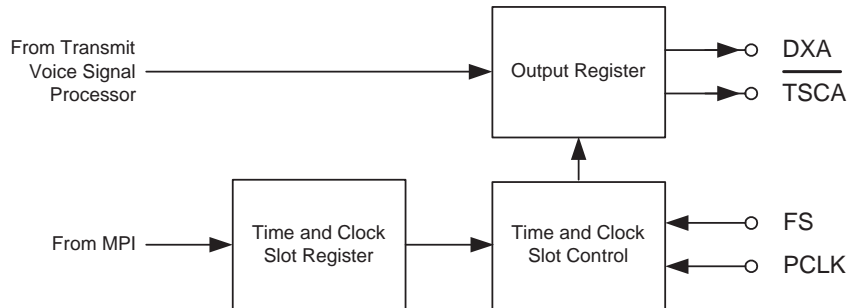 From Transmit
Voice Signal
Processor
Output Register
DXA
TSCA
From MPI
Time and Clock
Slot Register
Time and Clock
Slot Control
FS
PCLK